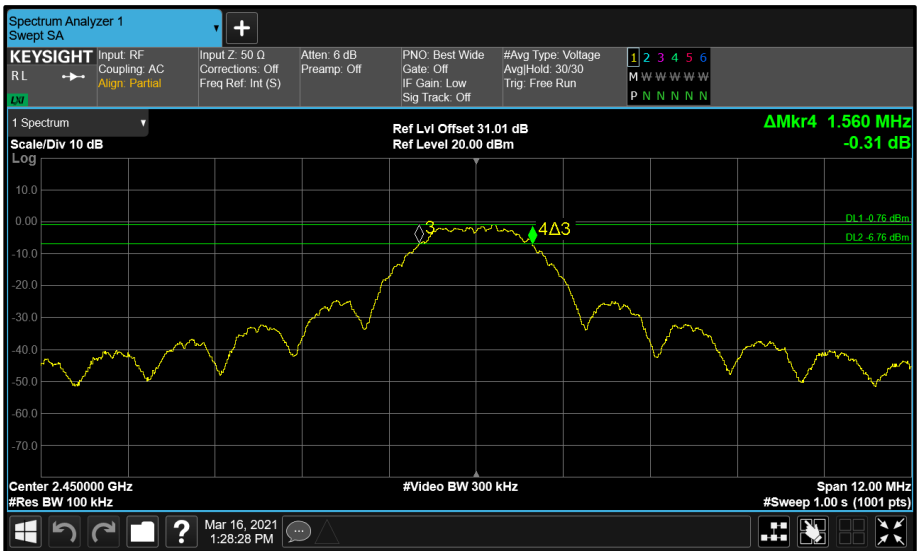 Spectrum Analyzer 1
Swept SA
+
KEYSIGHT Input: RF Input Z: 50 Ω Atten: 6 dB PNO: Best Wide #Avg Type: Voltage 1 2 3 4 5 6
R L Coupling: AC Corrections: Off Preamp: Off Gate: Off Avg|Hold: 30/30 M W W W W W
Align: Partial Freq Ref: Int (S) IF Gain: Low Trig: Free Run
LXI Sig Track: Off P N N N N N
1 Spectrum
ΔMkr4 1.560 MHz
Ref Lvl Offset 31.01 dB
Scale/Div 10 dB Ref Level 20.00 dBm -0.31 dB
Log
10.0
0.00 DL1 -0.76 dBm
3 4Δ3
DL2 -6.76 dBm
-10.0
-20.0
-30.0
-40.0
-50.0
-60.0
-70.0
Center 2.450000 GHz #Video BW 300 kHz Span 12.00 MHz
#Res BW 100 kHz #Sweep 1.00 s (1001 pts)
? Mar 16, 2021
1:28:28 PM